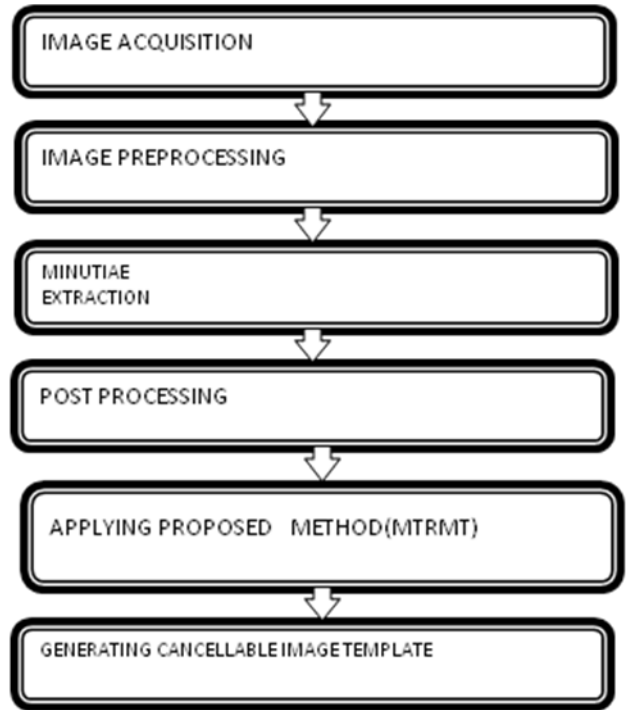 IMAGE ACQUISITION
IMAGE PREPROCESSING
MINUTIAE
EXTRACTION
POST PROCESSING
APPLYING PROPOSED METHOD(MTRMT)
GENERATING CANCELLABLE IMAGE TEMPLATE